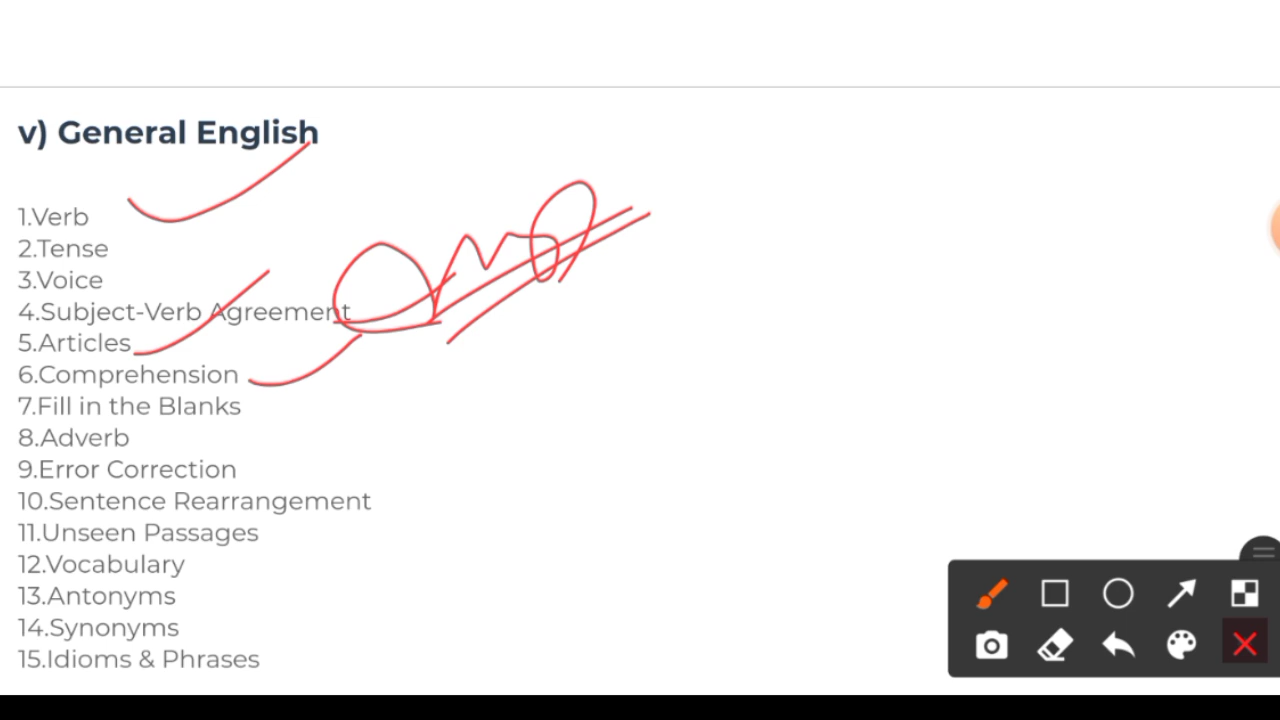 v) General English
1.Verb
2.Tense
3.Voice
4.Subject-Verb Agreement
5.Articles
6.Comprehension
7.Fill in the Blanks
8.Adverb
9.Error Correction
10.Sentence Rearrangement
11.Unseen Passages
12.Vocabulary
13.Antonyms
14.Synonyms
15.Idioms & Phrases